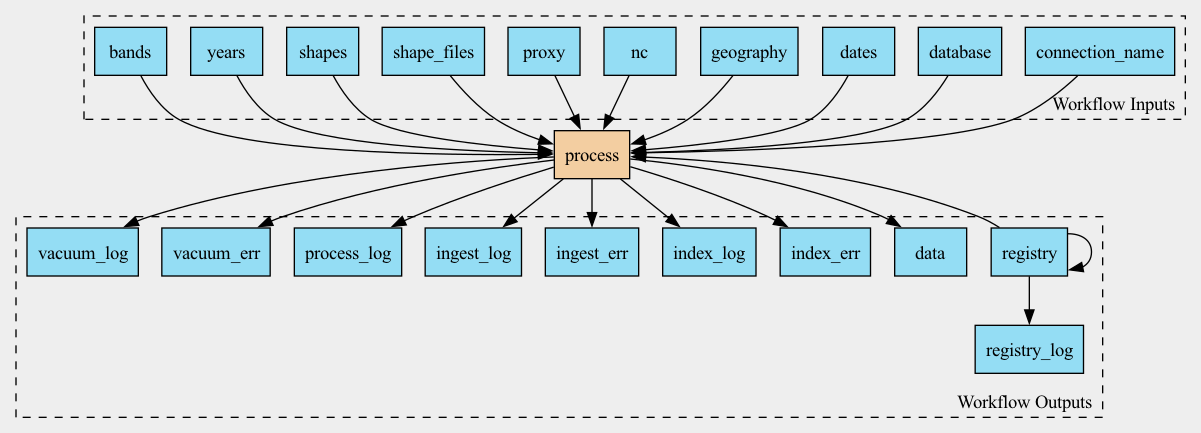 bands
years
shapes
shape_files
proxy
nc
geography
dates
database
connection_name
Workflow Inputs
process
vacuum_log
vacuum_err
process_log
ingest_log
ingest_err
index_log
index_err
data
registry
registry_log
Workflow Outputs